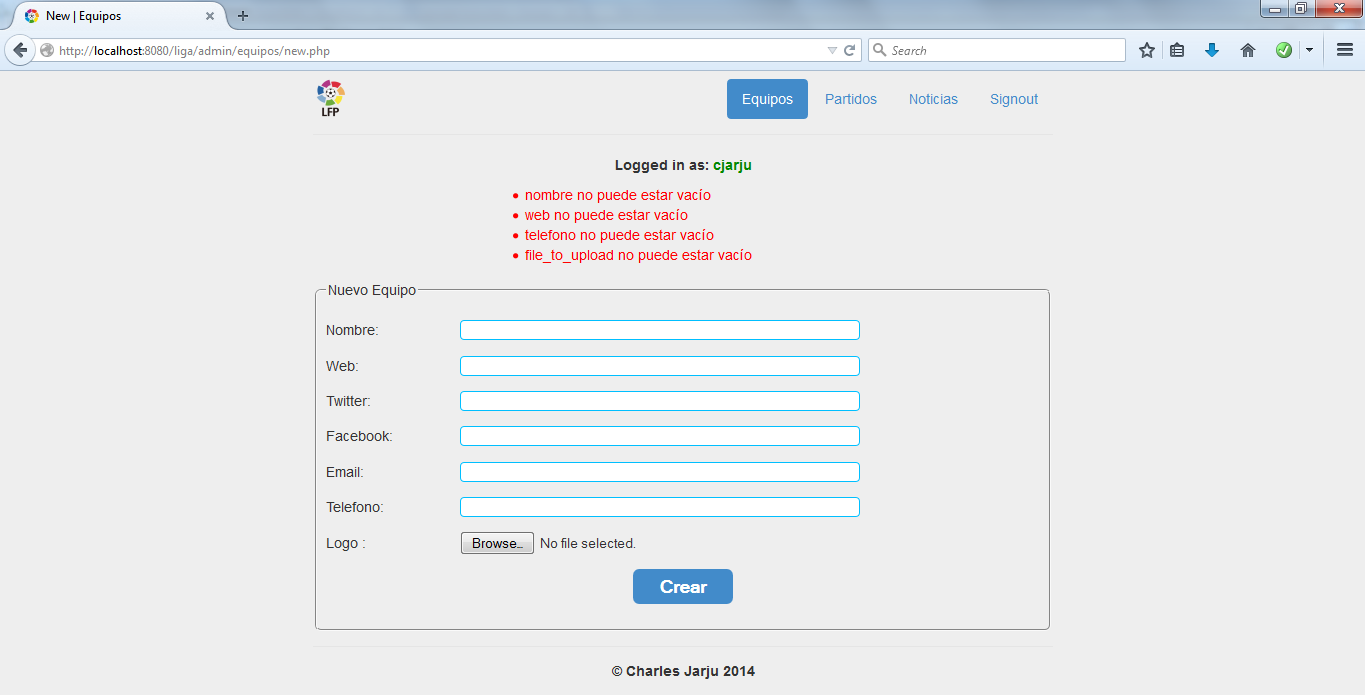 New | Equipos
http://localhost:8080/liga/admin/equipos/new.php
Search
LFP
Equipos Partidos Noticias Signout
Logged in as: cjarju
• nombre no puede estar vacío
• web no puede estar vacío
• telefono no puede estar vacío
• file_to_upload no puede estar vacío
Nuevo Equipo
Nombre:
Web:
Twitter:
Facebook:
Email:
Telefono:
Logo : Browse… No file selected.
Crear
© Charles Jarju 2014